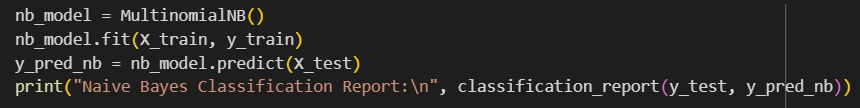 nb_model = MultinomialNB()
nb_model.fit(X_train, y_train)
y_pred_nb = nb_model.predict(X_test)
print("Naive Bayes Classification Report:\n", classification_report(y_test, y_pred_nb))